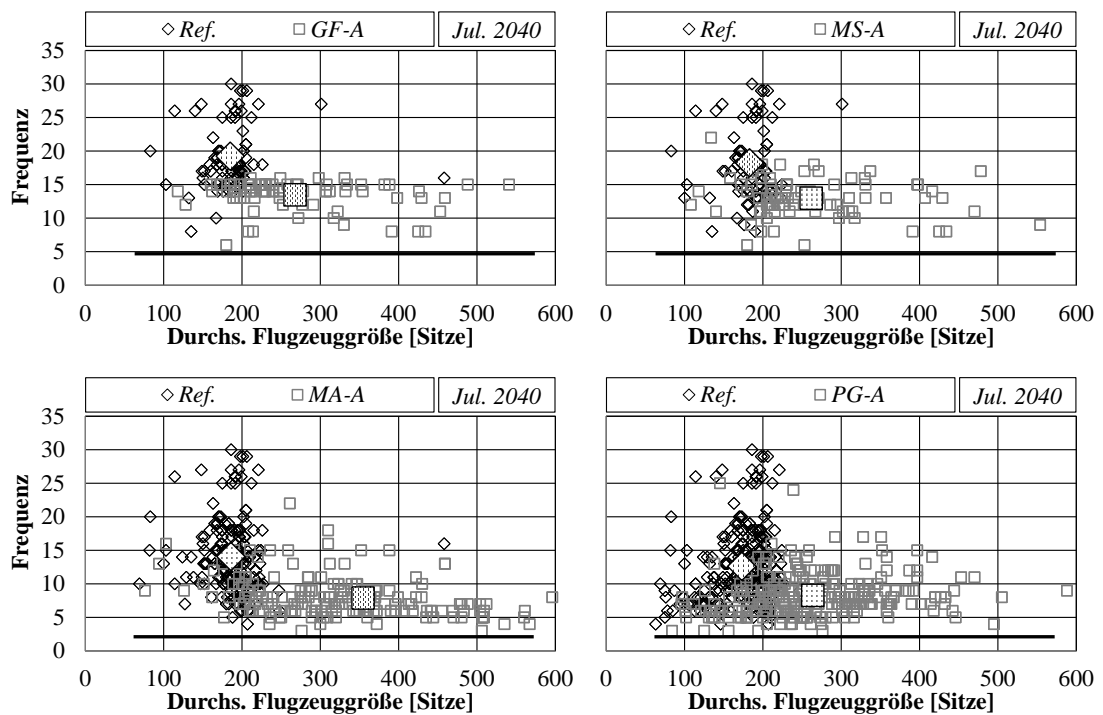 ◇ Ref. □ GF-A Jul. 2040
35
30
25
20
15
10
5
0
Frequenz
0 100 200 300 400 500 600
Durchs. Flugzeuggröße [Sitze]
◇ Ref. □ MS-A Jul. 2040
0 100 200 300 400 500 600
Durchs. Flugzeuggröße [Sitze]
◇ Ref. □ MA-A Jul. 2040
35
30
25
20
15
10
5
0
Frequenz
0 100 200 300 400 500 600
Durchs. Flugzeuggröße [Sitze]
◇ Ref. □ PG-A Jul. 2040
0 100 200 300 400 500 600
Durchs. Flugzeuggröße [Sitze]